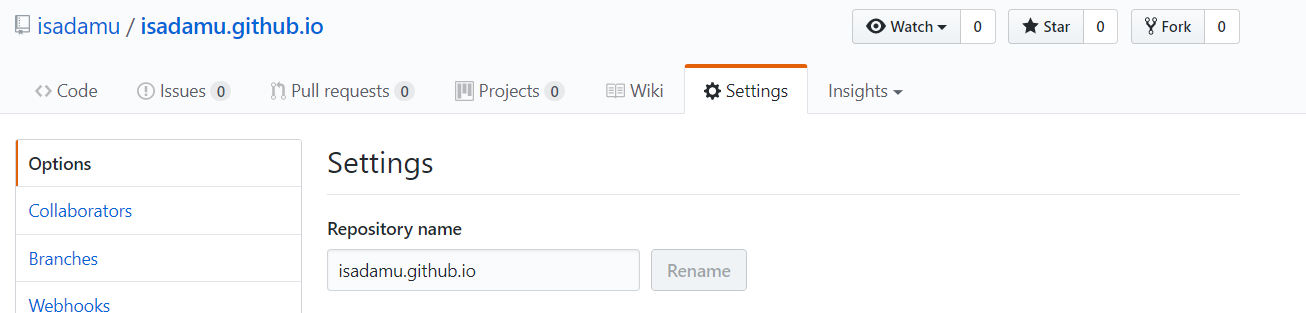 isadamu / isadamu.github.io
Watch 0 Star 0 Fork 0
Code Issues 0 Pull requests 0 Projects 0 Wiki Settings Insights
Options
Collaborators
Branches
Webhooks
Settings
Repository name
isadamu.github.io Rename